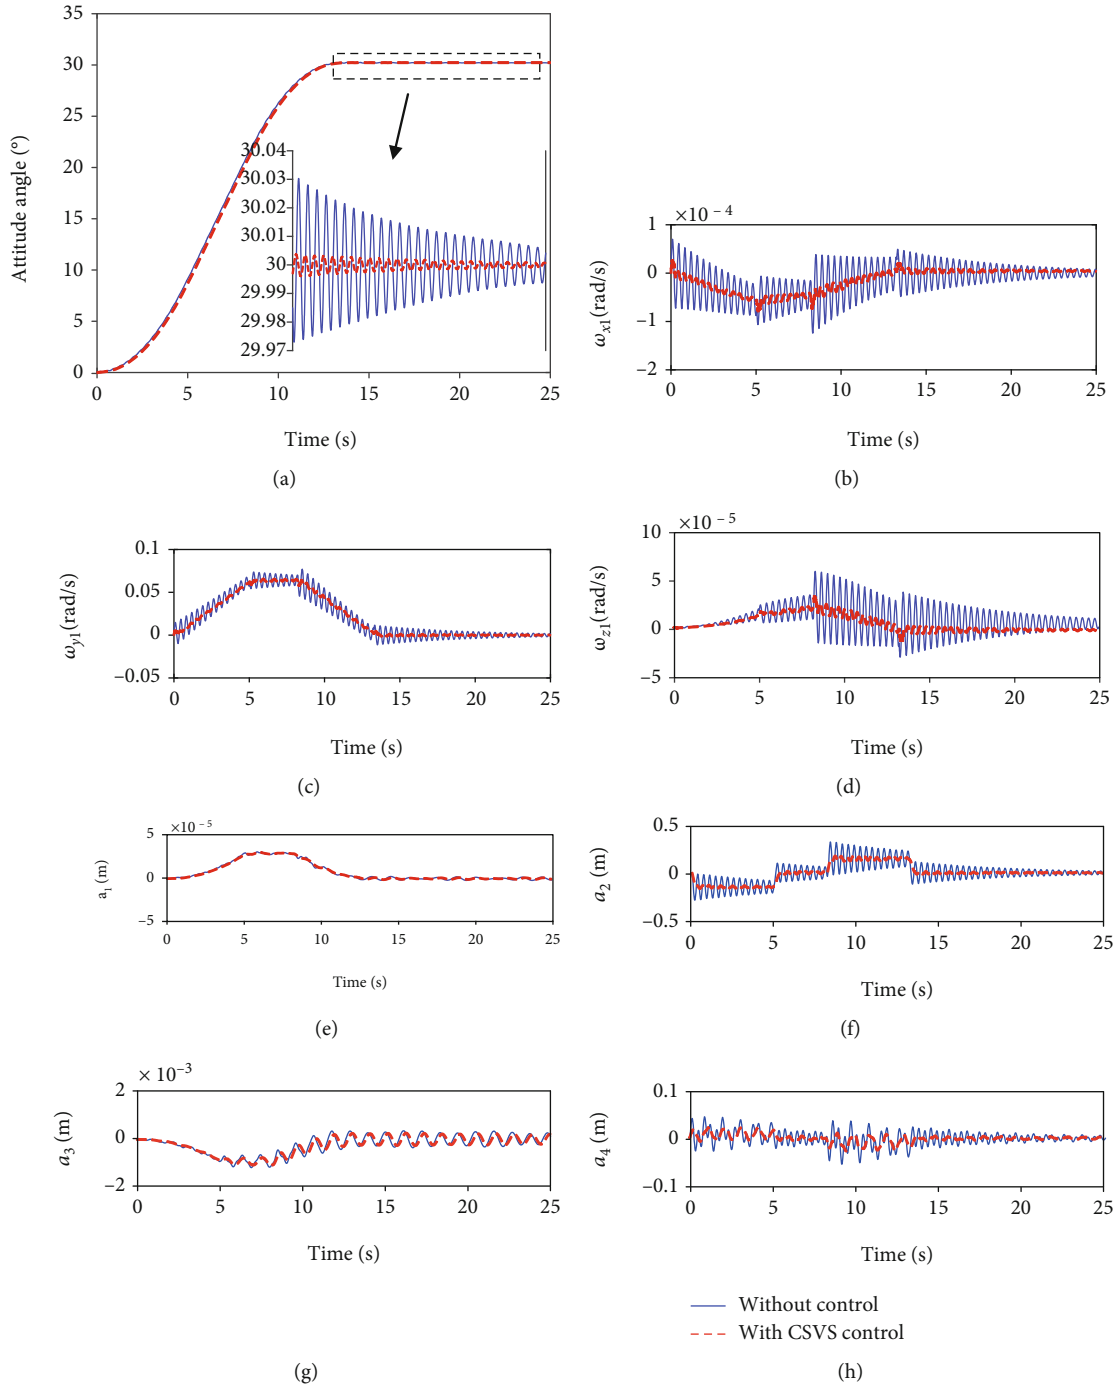 35
30
25
20
15
10
5
0
Attitude angle (°)
30.04
30.03
30.02
30.01
30
29.99
29.98
29.97
0 5 10 15 20 25
Time (s)
(a)
×10 – 4
1
0
–1
–2
ωx1(rad/s)
0 5 10 15 20 25
Time (s)
(b)
0.1
0.05
0
–0.05
ωy1(rad/s)
0 5 10 15 20 25
Time (s)
(c)
10 ×10 – 5
5
0
–5
ωz1(rad/s)
0 5 10 15 20 25
Time (s)
(d)
×10 – 5
5
0
–5
a1 (m)
0 5 10 15 20 25
Time (s)
(e)
0.5
0
–0.5
a2 (m)
0 5 10 15 20 25
Time (s)
(f)
× 10–3
2
0
–2
a3 (m)
0 5 10 15 20 25
Time (s)
(g)
0.1
0
–0.1
a4 (m)
0 5 10 15 20 25
Time (s)
Without control
With CSVS control
(h)